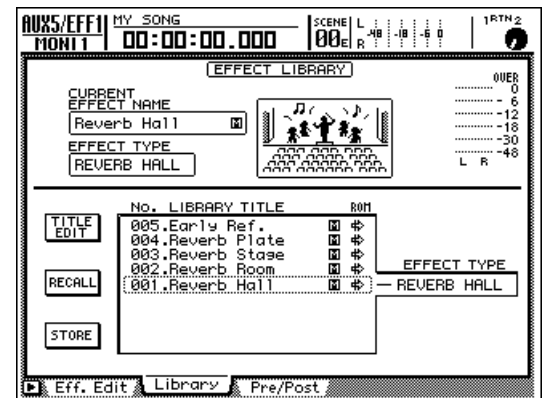 AUX5/EFF1 MY SONG SCENE L 1RTN2
MONI1 00:00:00.000 00E R -48 -18 -6 0
EFFECT LIBRARY
CURRENT
EFFECT NAME
Reverb Hall M
EFFECT TYPE
REVERB HALL
OVER
0
- 6
-12
-18
-30
-48
L R
No. LIBRARY TITLE ROM
TITLE
EDIT
005.Early Ref. M
004.Reverb Plate M
003.Reverb Stage M
002.Reverb Room M
001.Reverb Hall M
RECALL
STORE
EFFECT TYPE
REVERB HALL
Eff. Edit Library Pre/Post